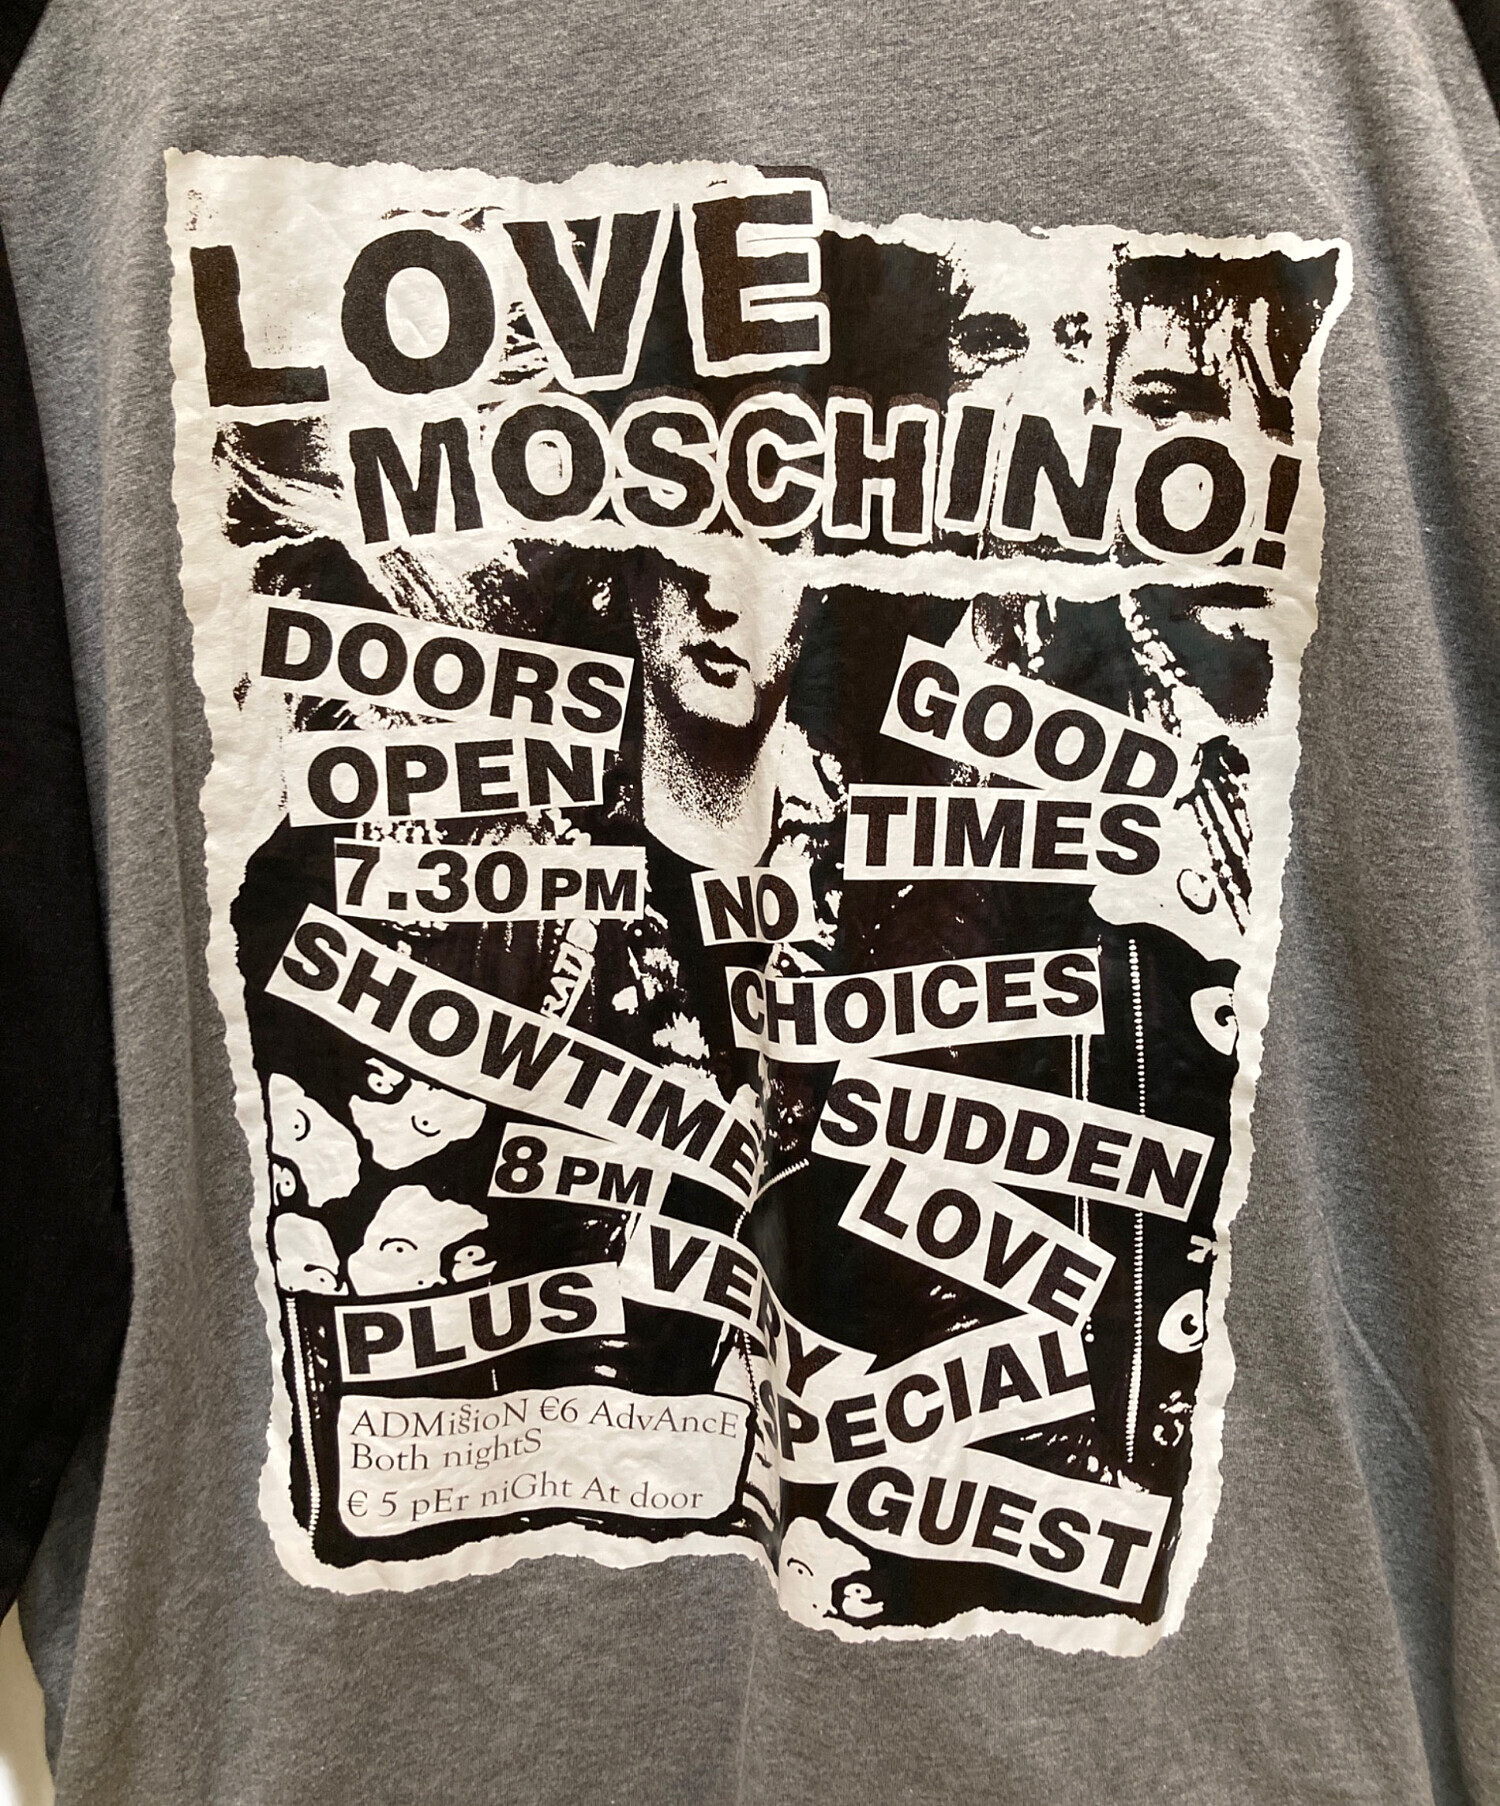 LOVE
MOSCHINO!
DOORS
OPEN
7.30 PM
SHOWTIME
8 PM
GOOD
TIMES
NO
CHOICES
SUDDEN
LOVE
PLUS
VERY
SPECIAL
GUEST
ADMissioN €6 AdvAncE
Both nightS
€ 5 pEr niGht At door